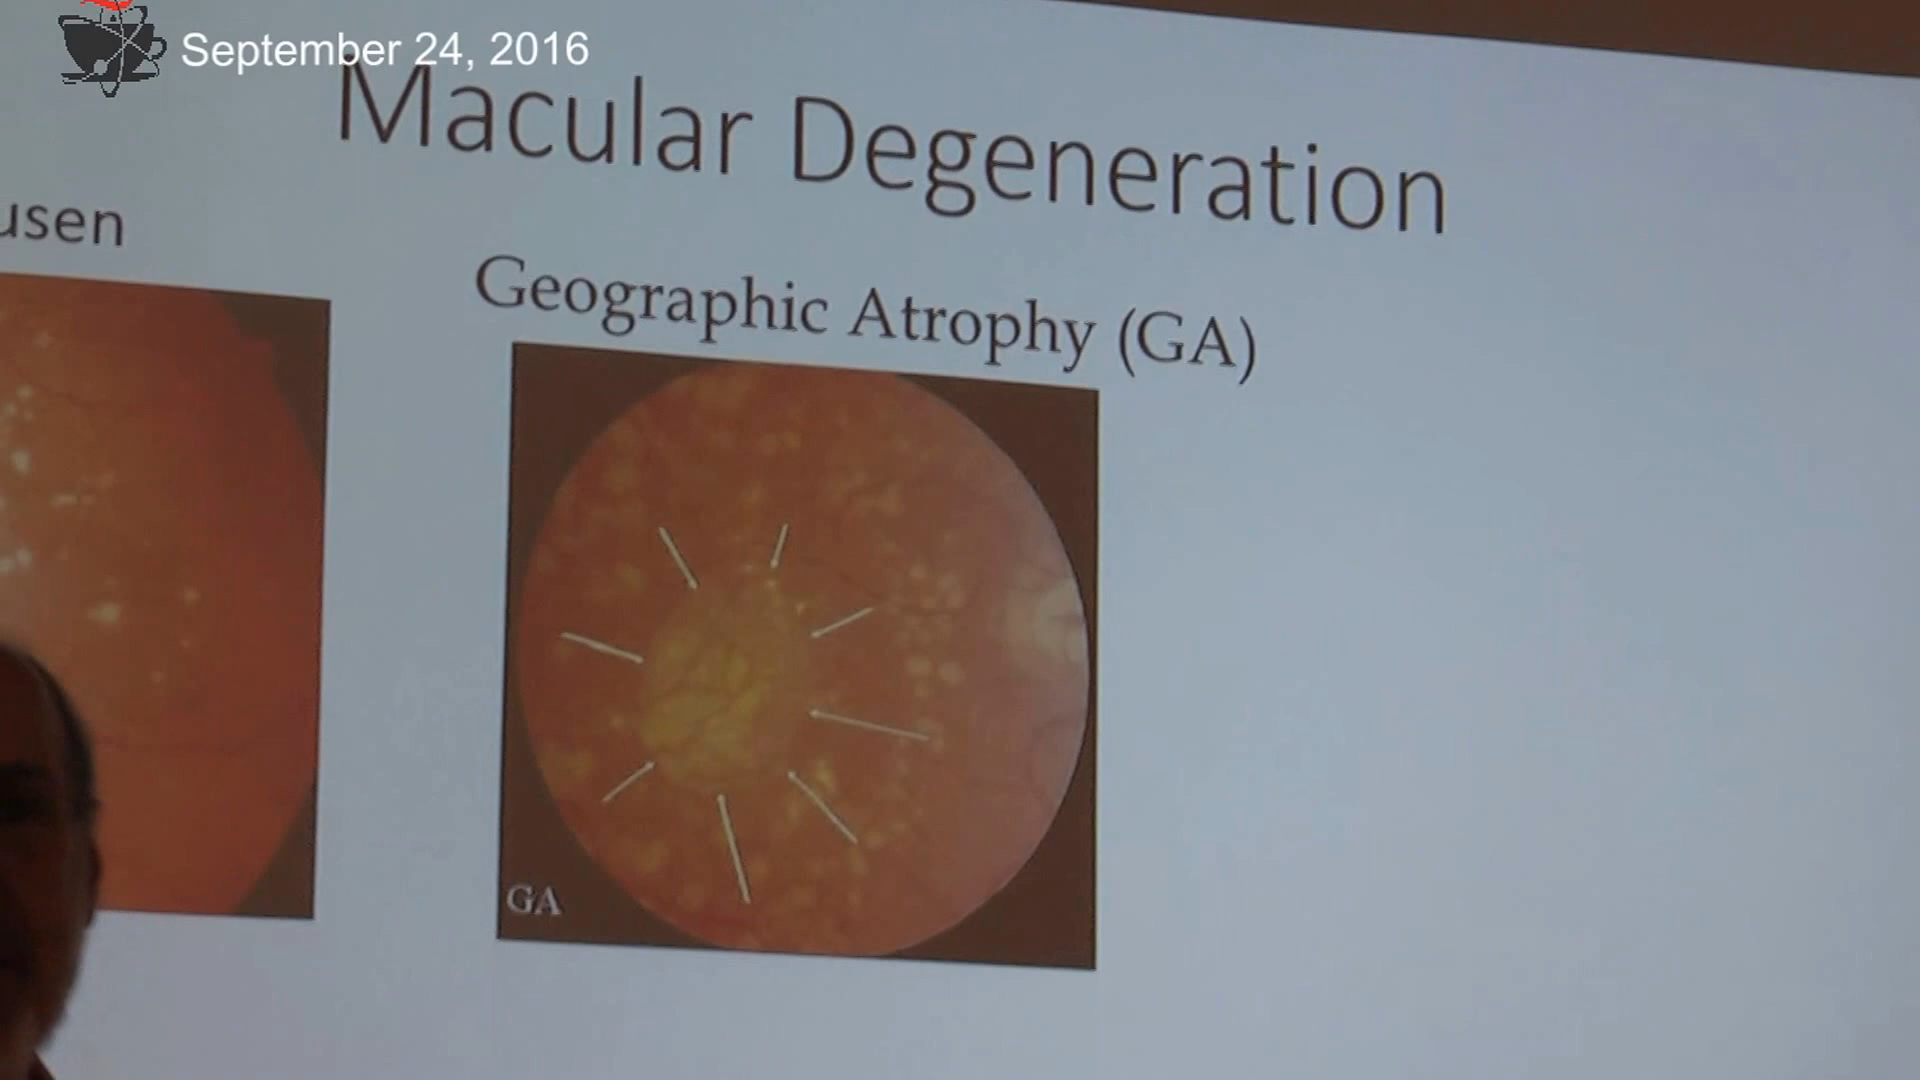 September 24, 2016
Macular Degeneration
usen
Geographic Atrophy (GA)
GA